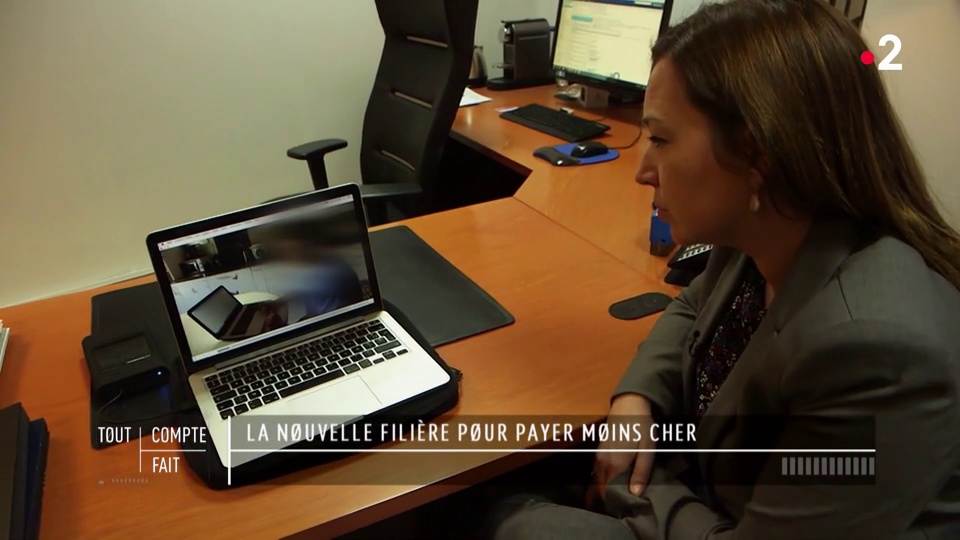 2
TOUT COMPTE
FAIT
LA NØUVELLE FILIÈRE PØUR PAYER MØINS CHER